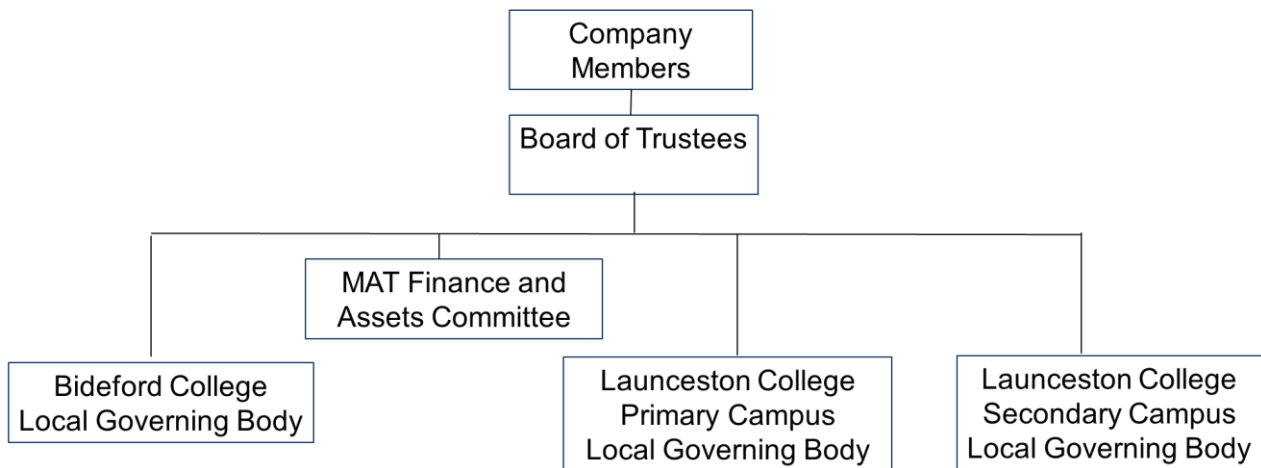 Company
Members
Board of Trustees
MAT Finance and
Assets Committee
Bideford College
Local Governing Body
Launceston College
Primary Campus
Local Governing Body
Launceston College
Secondary Campus
Local Governing Body